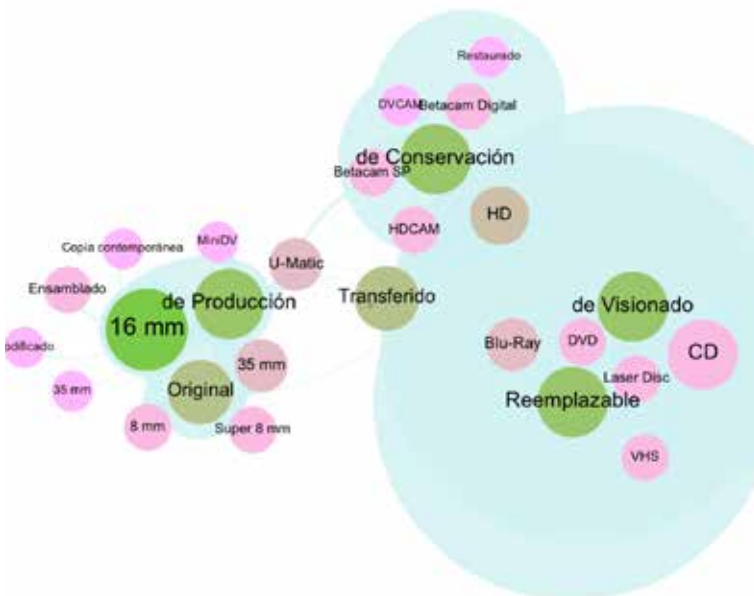 Restaurado
DVCAM
Betacam Digital
de Conservación
Betacam SP
HD
HDCAM
Copia contemporánea
MiniDV
U-Matic
Ensamblado
de Producción
Transferido
16 mm
de Visionado
odificado
Blu-Ray
DVD
CD
35 mm
Laser Disc
35 mm
Original
Reemplazable
8 mm
Super 8 mm
VHS